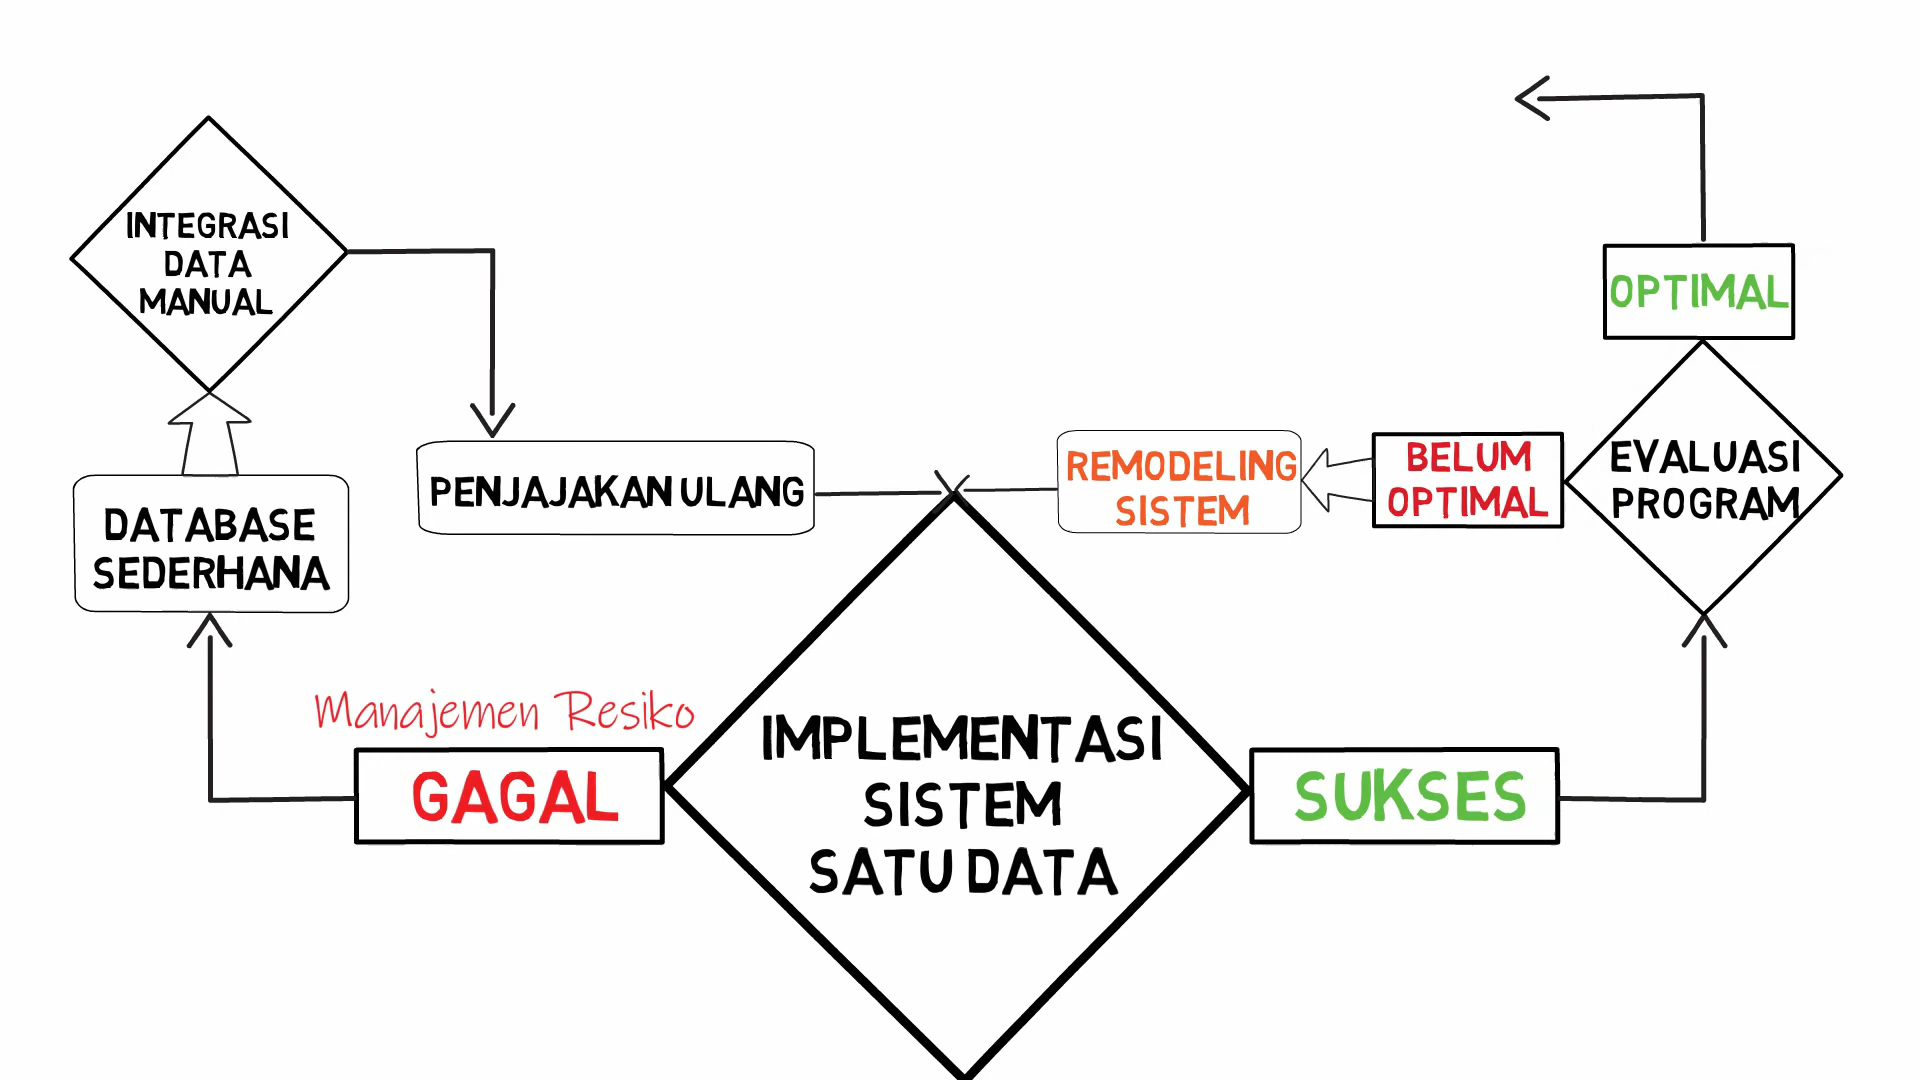 INTEGRASI
DATA
MANUAL
OPTIMAL
PENJAJAKAN ULANG
REMODELING
SISTEM
BELUM
OPTIMAL
EVALUASI
PROGRAM
DATABASE
SEDERHANA
Manajemen Resiko
GAGAL
IMPLEMENTASI
SISTEM
SATU DATA
SUKSES